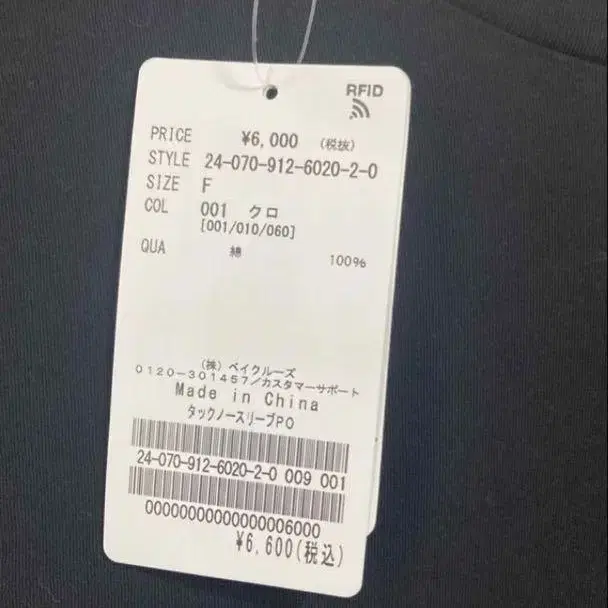 RFID
PRICE ¥6,000 (税抜)
STYLE 24-070-912-6020-2-0
SIZE F
COL 001 クロ
[001/010/060]
QUA 綿 100%
(株) ベイクルーズ
0120-301457/カスタマーサポート
Made in China
タックノースリーブPO
24-070-912-6020-2-0 009 001
00000000000000006000
¥6,600(税込)